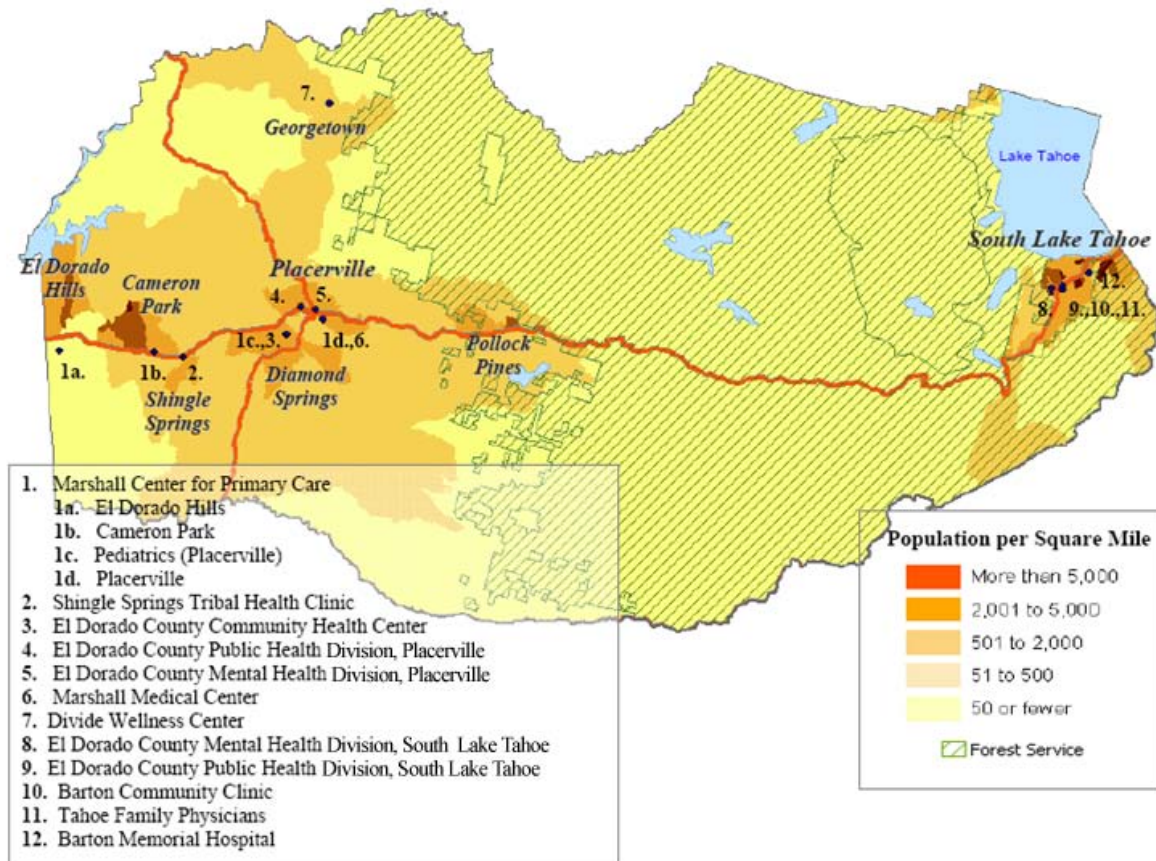 7.
Georgetown
Lake Tahoe
South Lake Tahoe
El Dorado
Hills
Cameron
Park
Placerville
4.
5.
12.
8.
9.,10.,11.
1c.,3.
1d.,6.
Pollock
Pines
1a.
1b.
2.
Diamond
Springs
Shingle
Springs
1. Marshall Center for Primary Care
1a. El Dorado Hills
1b. Cameron Park
1c. Pediatrics (Placerville)
1d. Placerville
2. Shingle Springs Tribal Health Clinic
3. El Dorado County Community Health Center
4. El Dorado County Public Health Division, Placerville
5. El Dorado County Mental Health Division, Placerville
6. Marshall Medical Center
7. Divide Wellness Center
8. El Dorado County Mental Health Division, South Lake Tahoe
9. El Dorado County Public Health Division, South Lake Tahoe
10. Barton Community Clinic
11. Tahoe Family Physicians
12. Barton Memorial Hospital
Population per Square Mile
More than 5,000
2,001 to 5,000
501 to 2,000
51 to 500
50 or fewer
Forest Service